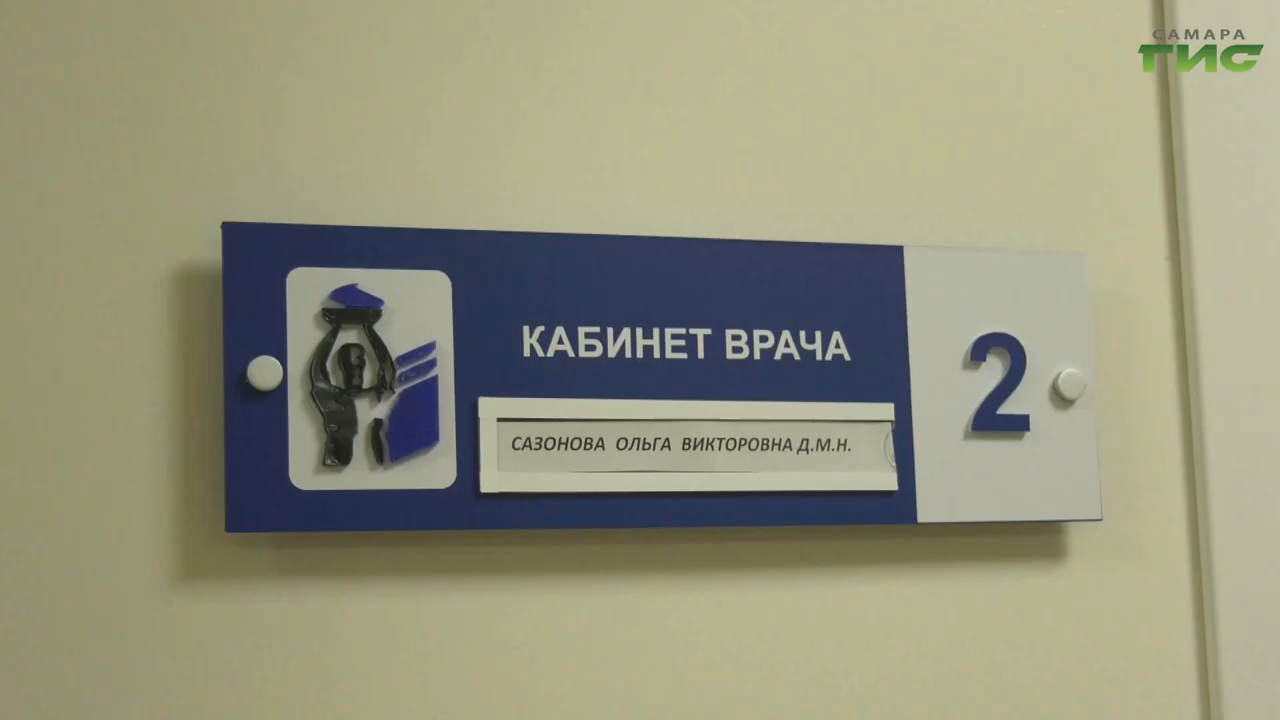 САМАРА
ГИС
КАБИНЕТ ВРАЧА
САЗОНОВА ОЛЬГА ВИКТОРОВНА Д.М.Н.
2